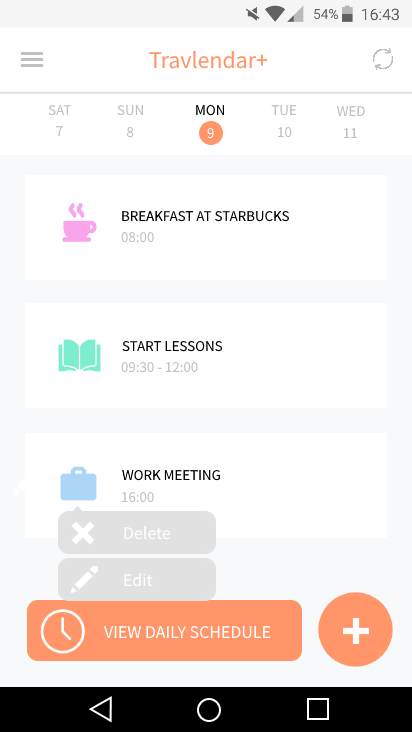 54% 16:43
Travlendar+
SAT SUN MON TUE WED
7 8 9 10 11
BREAKFAST AT STARBUCKS
08:00
START LESSONS
09:30 - 12:00
WORK MEETING
16:00
Delete
Edit
VIEW DAILY SCHEDULE